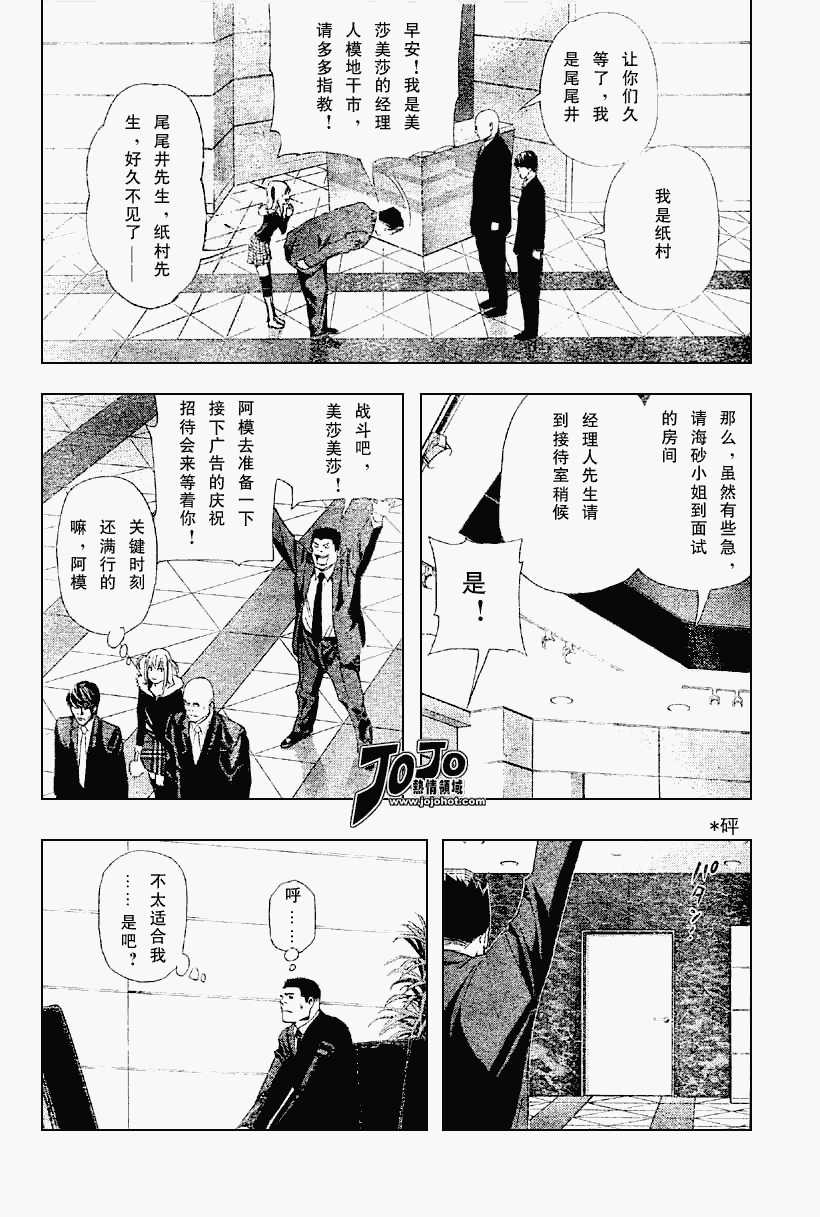 让你们久
等了，我
是尾尾井
我是纸村
早安！我是美
莎美莎的经理
人模地干市，
请多多指教！
尾尾井先生，纸村先
生，好久不见了——
那么，虽然有些急，
请海砂小姐到面试
的房间
经理人先生请
到接待室稍候
是！
战斗吧，
美莎美莎！
阿模去准备一下
接下广告的庆祝
招待会来等着你！
关键时刻
还满行的
嘛，阿模
JOJO
熱情領域
www.jojohot.com
*砰
バタン…
呼
……
不太适合我
……是吧？